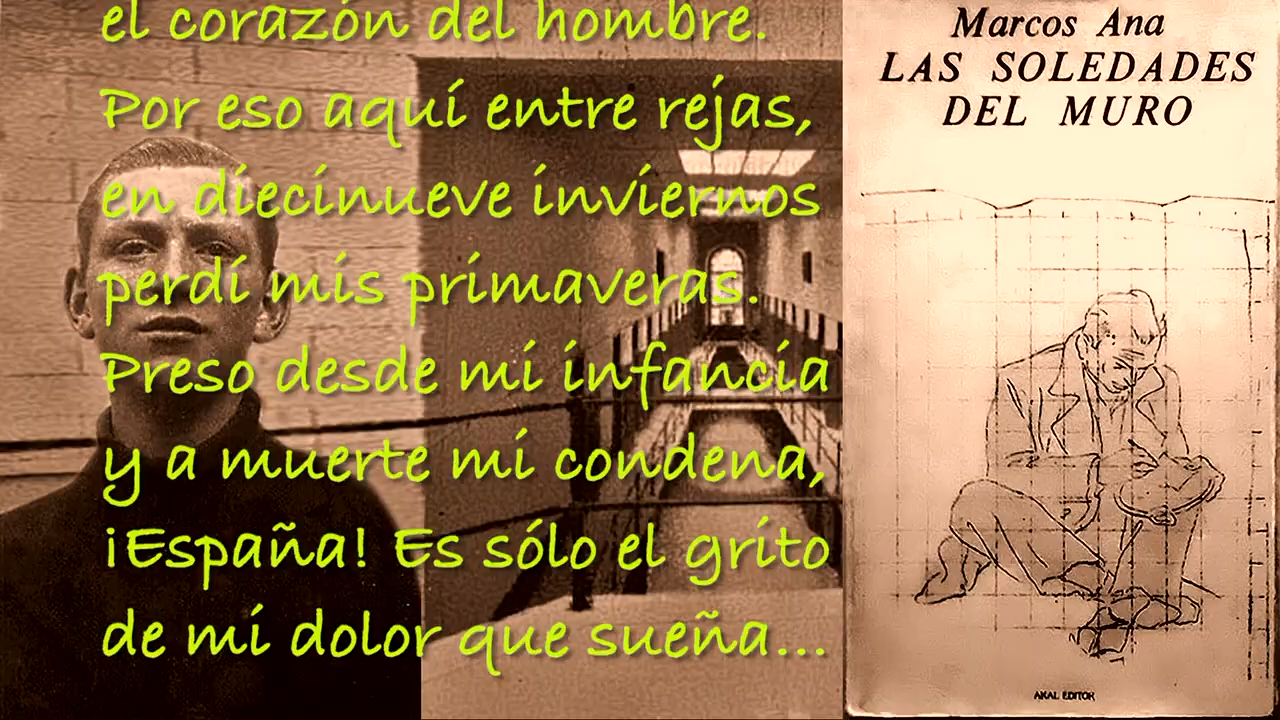 el corazón del hombre.
Por eso aquí entre rejas,
en diecinueve inviernos
perdí mis primaveras.
Preso desde mi infancia
y a muerte mi condena,
¡España! Es sólo el grito
de mi dolor que sueña...
Marcos Ana
LAS SOLEDADES
DEL MURO
AKAL EDITOR